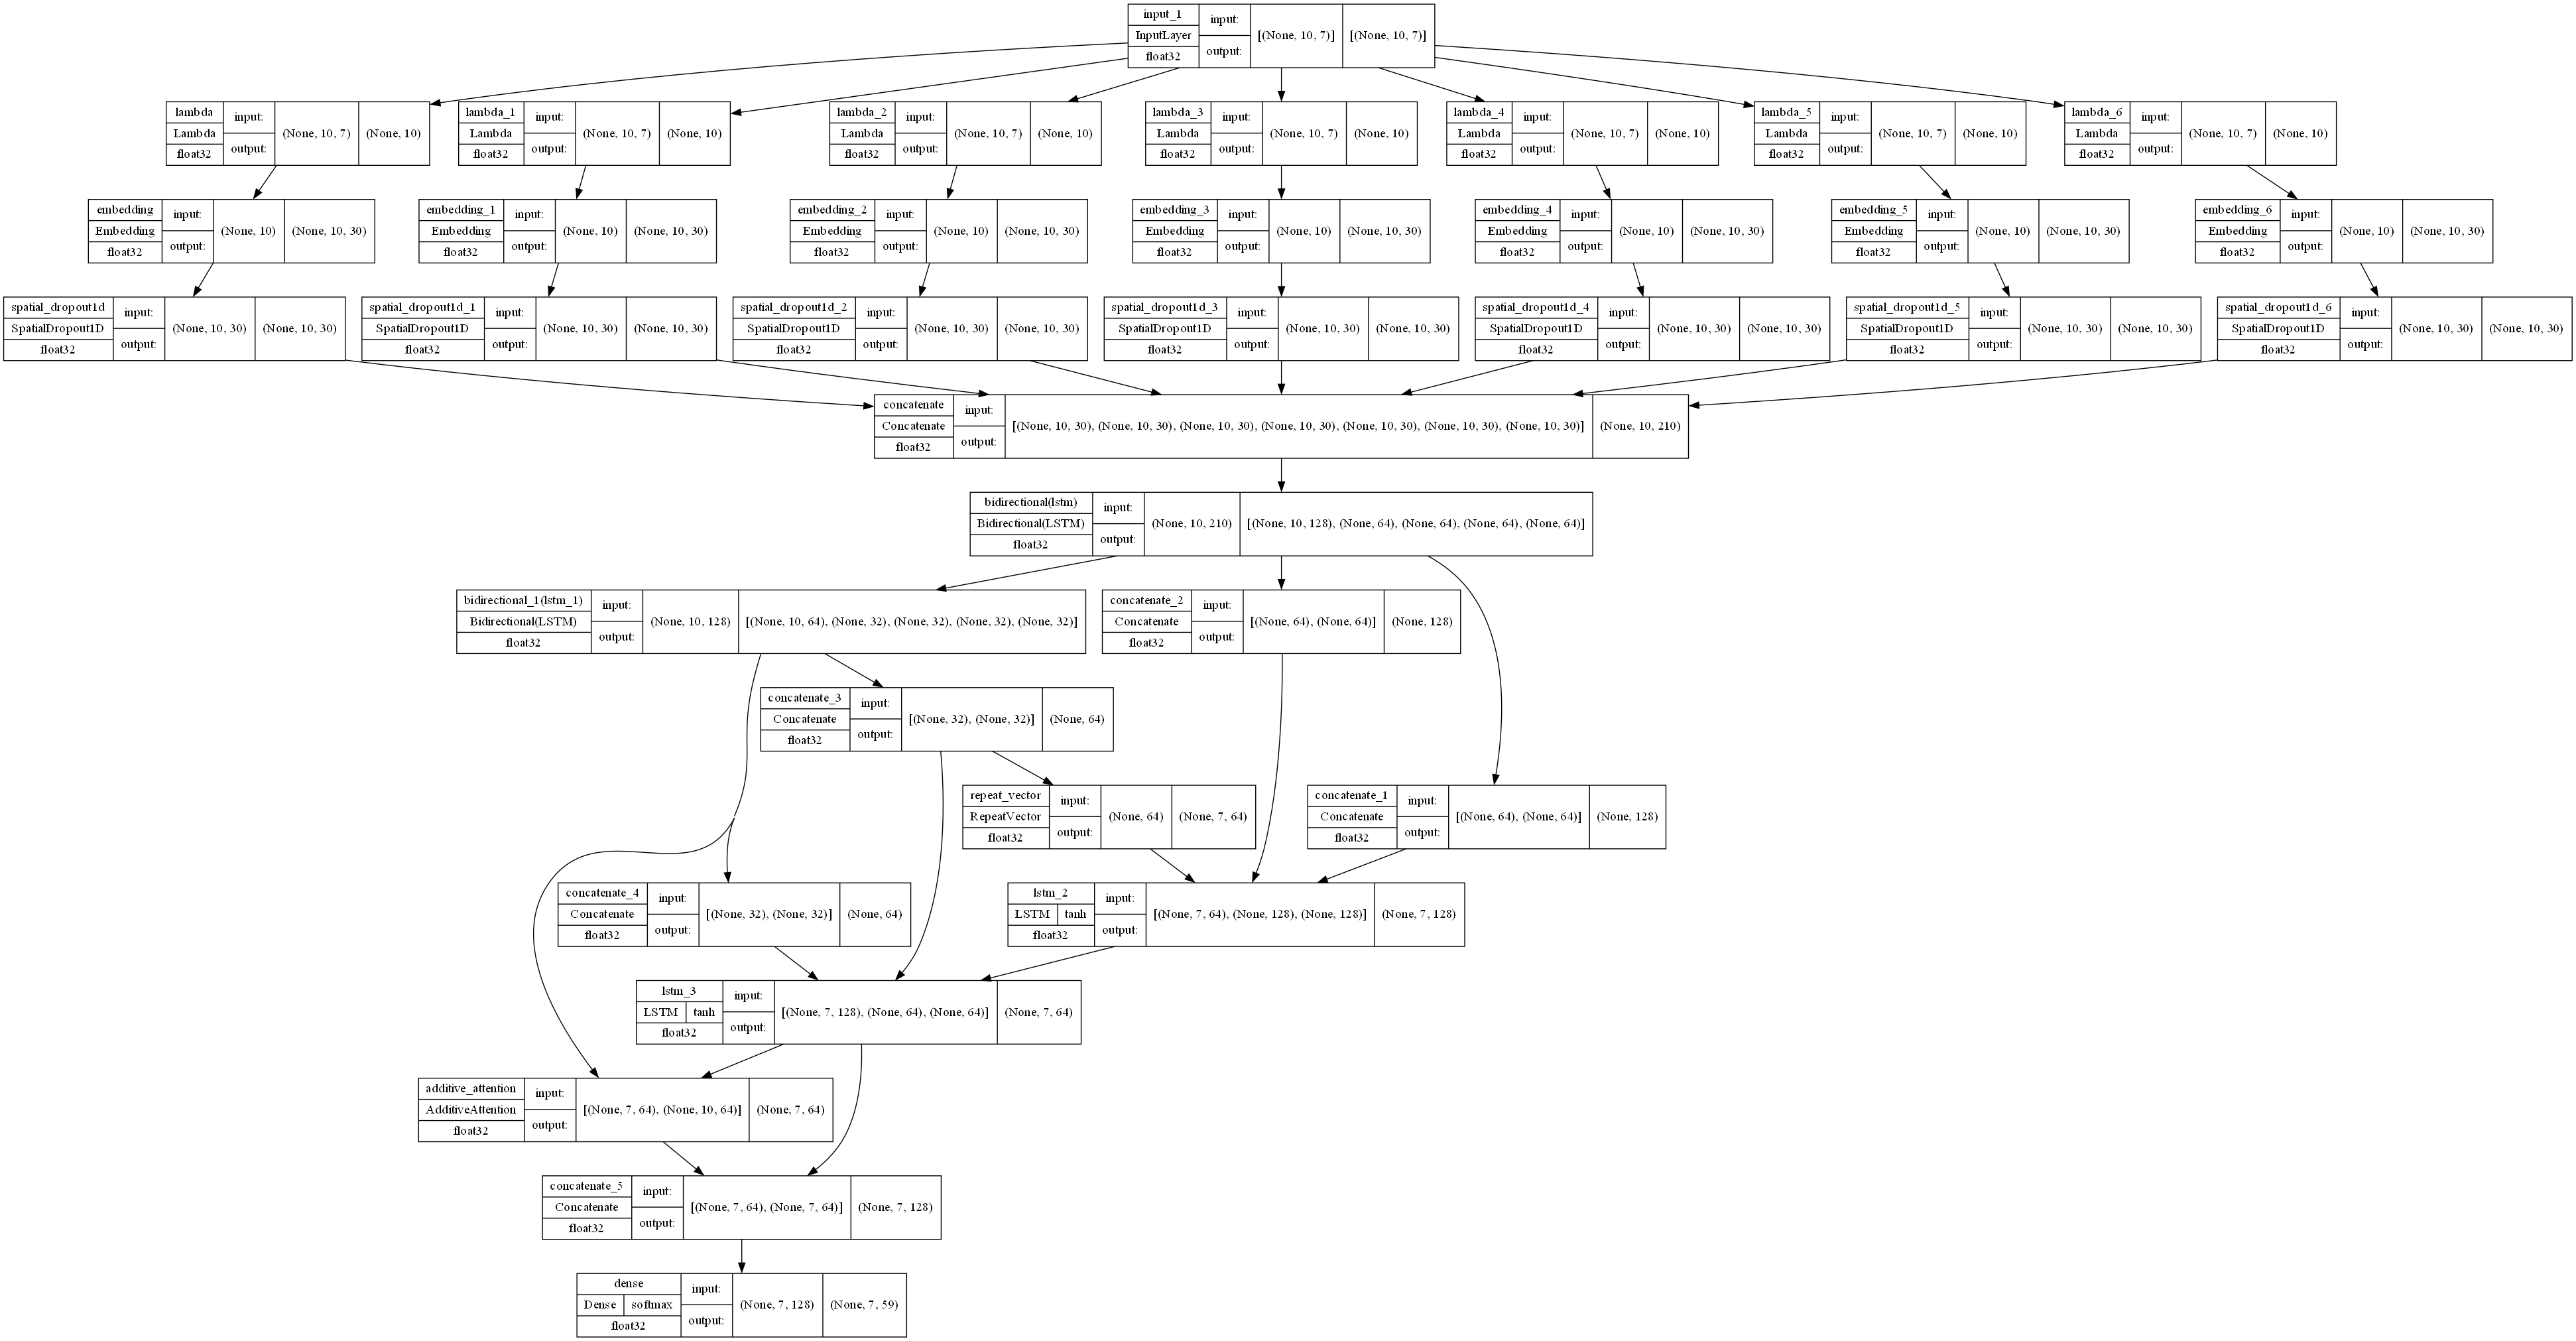 input_1
InputLayer
float32
input:
output:
[(None, 10, 7)]
[(None, 10, 7)]
lambda
Lambda
float32
input:
output:
(None, 10, 7)
(None, 10)
lambda_1
Lambda
float32
input:
output:
(None, 10, 7)
(None, 10)
lambda_2
Lambda
float32
input:
output:
(None, 10, 7)
(None, 10)
lambda_3
Lambda
float32
input:
output:
(None, 10, 7)
(None, 10)
lambda_4
Lambda
float32
input:
output:
(None, 10, 7)
(None, 10)
lambda_5
Lambda
float32
input:
output:
(None, 10, 7)
(None, 10)
lambda_6
Lambda
float32
input:
output:
(None, 10, 7)
(None, 10)
embedding
Embedding
float32
input:
output:
(None, 10)
(None, 10, 30)
embedding_1
Embedding
float32
input:
output:
(None, 10)
(None, 10, 30)
embedding_2
Embedding
float32
input:
output:
(None, 10)
(None, 10, 30)
embedding_3
Embedding
float32
input:
output:
(None, 10)
(None, 10, 30)
embedding_4
Embedding
float32
input:
output:
(None, 10)
(None, 10, 30)
embedding_5
Embedding
float32
input:
output:
(None, 10)
(None, 10, 30)
embedding_6
Embedding
float32
input:
output:
(None, 10)
(None, 10, 30)
spatial_dropout1d
SpatialDropout1D
float32
input:
output:
(None, 10, 30)
(None, 10, 30)
spatial_dropout1d_1
SpatialDropout1D
float32
input:
output:
(None, 10, 30)
(None, 10, 30)
spatial_dropout1d_2
SpatialDropout1D
float32
input:
output:
(None, 10, 30)
(None, 10, 30)
spatial_dropout1d_3
SpatialDropout1D
float32
input:
output:
(None, 10, 30)
(None, 10, 30)
spatial_dropout1d_4
SpatialDropout1D
float32
input:
output:
(None, 10, 30)
(None, 10, 30)
spatial_dropout1d_5
SpatialDropout1D
float32
input:
output:
(None, 10, 30)
(None, 10, 30)
spatial_dropout1d_6
SpatialDropout1D
float32
input:
output:
(None, 10, 30)
(None, 10, 30)
concatenate
Concatenate
float32
input:
output:
[(None, 10, 30), (None, 10, 30), (None, 10, 30), (None, 10, 30), (None, 10, 30), (None, 10, 30), (None, 10, 30)]
(None, 10, 210)
bidirectional(lstm)
Bidirectional(LSTM)
float32
input:
output:
(None, 10, 210)
[(None, 10, 128), (None, 64), (None, 64), (None, 64), (None, 64)]
bidirectional_1(lstm_1)
Bidirectional(LSTM)
float32
input:
output:
(None, 10, 128)
[(None, 10, 64), (None, 32), (None, 32), (None, 32), (None, 32)]
concatenate_2
Concatenate
float32
input:
output:
[(None, 64), (None, 64)]
(None, 128)
concatenate_3
Concatenate
float32
input:
output:
[(None, 32), (None, 32)]
(None, 64)
repeat_vector
RepeatVector
float32
input:
output:
(None, 64)
(None, 7, 64)
concatenate_1
Concatenate
float32
input:
output:
[(None, 64), (None, 64)]
(None, 128)
concatenate_4
Concatenate
float32
input:
output:
[(None, 32), (None, 32)]
(None, 64)
lstm_2
LSTM
tanh
float32
input:
output:
[(None, 7, 64), (None, 128), (None, 128)]
(None, 7, 128)
lstm_3
LSTM
tanh
float32
input:
output:
[(None, 7, 128), (None, 64), (None, 64)]
(None, 7, 64)
additive_attention
AdditiveAttention
float32
input:
output:
[(None, 7, 64), (None, 10, 64)]
(None, 7, 64)
concatenate_5
Concatenate
float32
input:
output:
[(None, 7, 64), (None, 7, 64)]
(None, 7, 128)
dense
Dense
softmax
float32
input:
output:
(None, 7, 128)
(None, 7, 59)